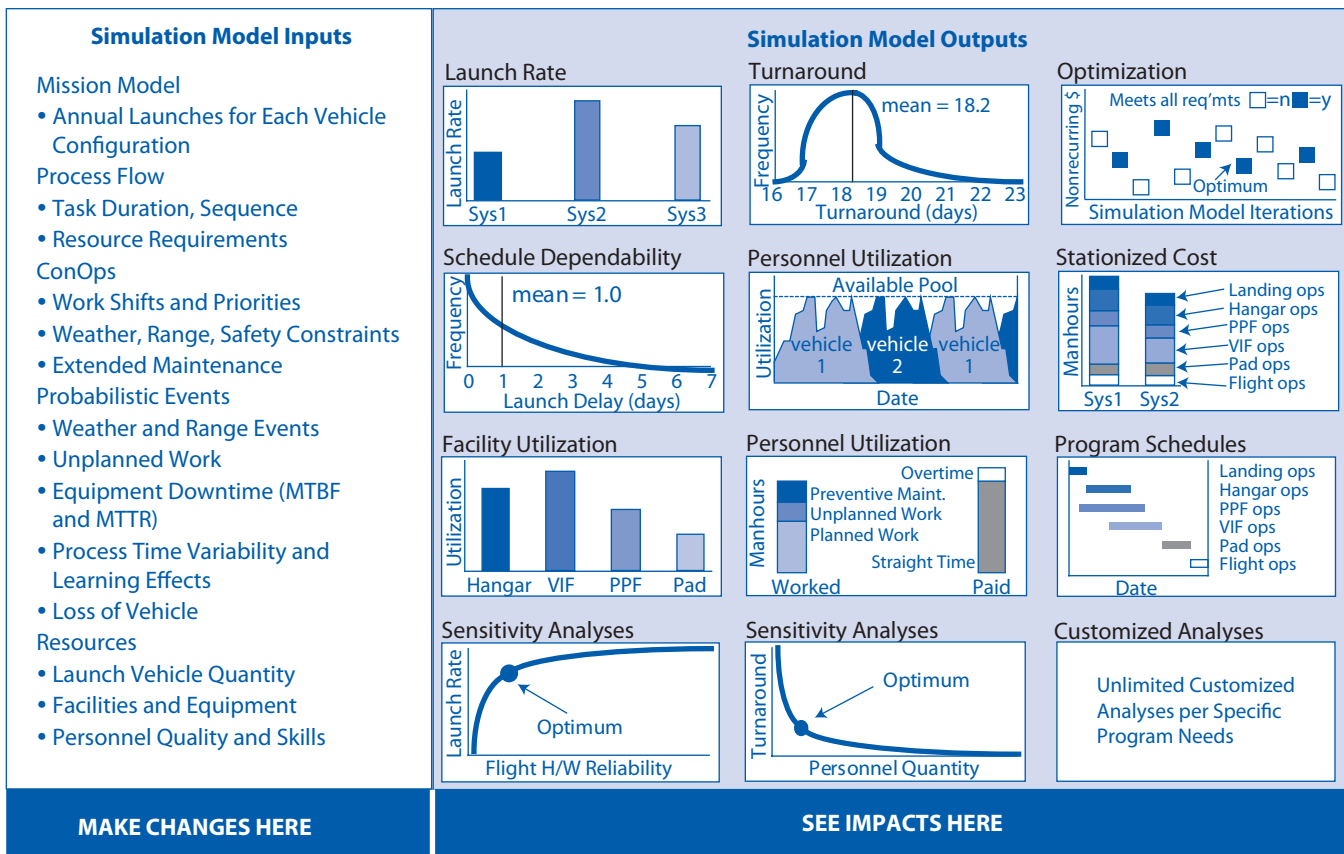 Simulation Model Inputs
Mission Model
• Annual Launches for Each Vehicle
Configuration
Process Flow
• Task Duration, Sequence
• Resource Requirements
ConOps
• Work Shifts and Priorities
• Weather, Range, Safety Constraints
• Extended Maintenance
Probabilistic Events
• Weather and Range Events
• Unplanned Work
• Equipment Downtime (MTBF
and MTTR)
• Process Time Variability and
Learning Effects
• Loss of Vehicle
Resources
• Launch Vehicle Quantity
• Facilities and Equipment
• Personnel Quality and Skills
MAKE CHANGES HERE
Simulation Model Outputs
Launch Rate
Launch Rate
Sys1 Sys2 Sys3
Turnaround
Frequency
mean = 18.2
16 17 18 19 20 21 22 23
Turnaround (days)
Optimization
Nonrecurring $
Meets all req'mts □=n■=y
Optimum
Simulation Model Iterations
Schedule Dependability
Frequency
mean = 1.0
0 1 2 3 4 5 6 7
Launch Delay (days)
Personnel Utilization
Utilization
Available Pool
vehicle
1
vehicle
2
vehicle
1
Date
Stationized Cost
Manhours
Landing ops
Hangar ops
PPF ops
VIF ops
Pad ops
Flight ops
Sys1 Sys2
Facility Utilization
Utilization
Hangar VIF PPF Pad
Personnel Utilization
Manhours
Overtime
Preventive Maint.
Unplanned Work
Planned Work
Straight Time
Worked Paid
Program Schedules
Landing ops
Hangar ops
PPF ops
VIF ops
Pad ops
Flight ops
Date
Sensitivity Analyses
Launch Rate
Optimum
Flight H/W Reliability
Sensitivity Analyses
Turnaround
Optimum
Personnel Quantity
Customized Analyses
Unlimited Customized
Analyses per Specific
Program Needs
SEE IMPACTS HERE